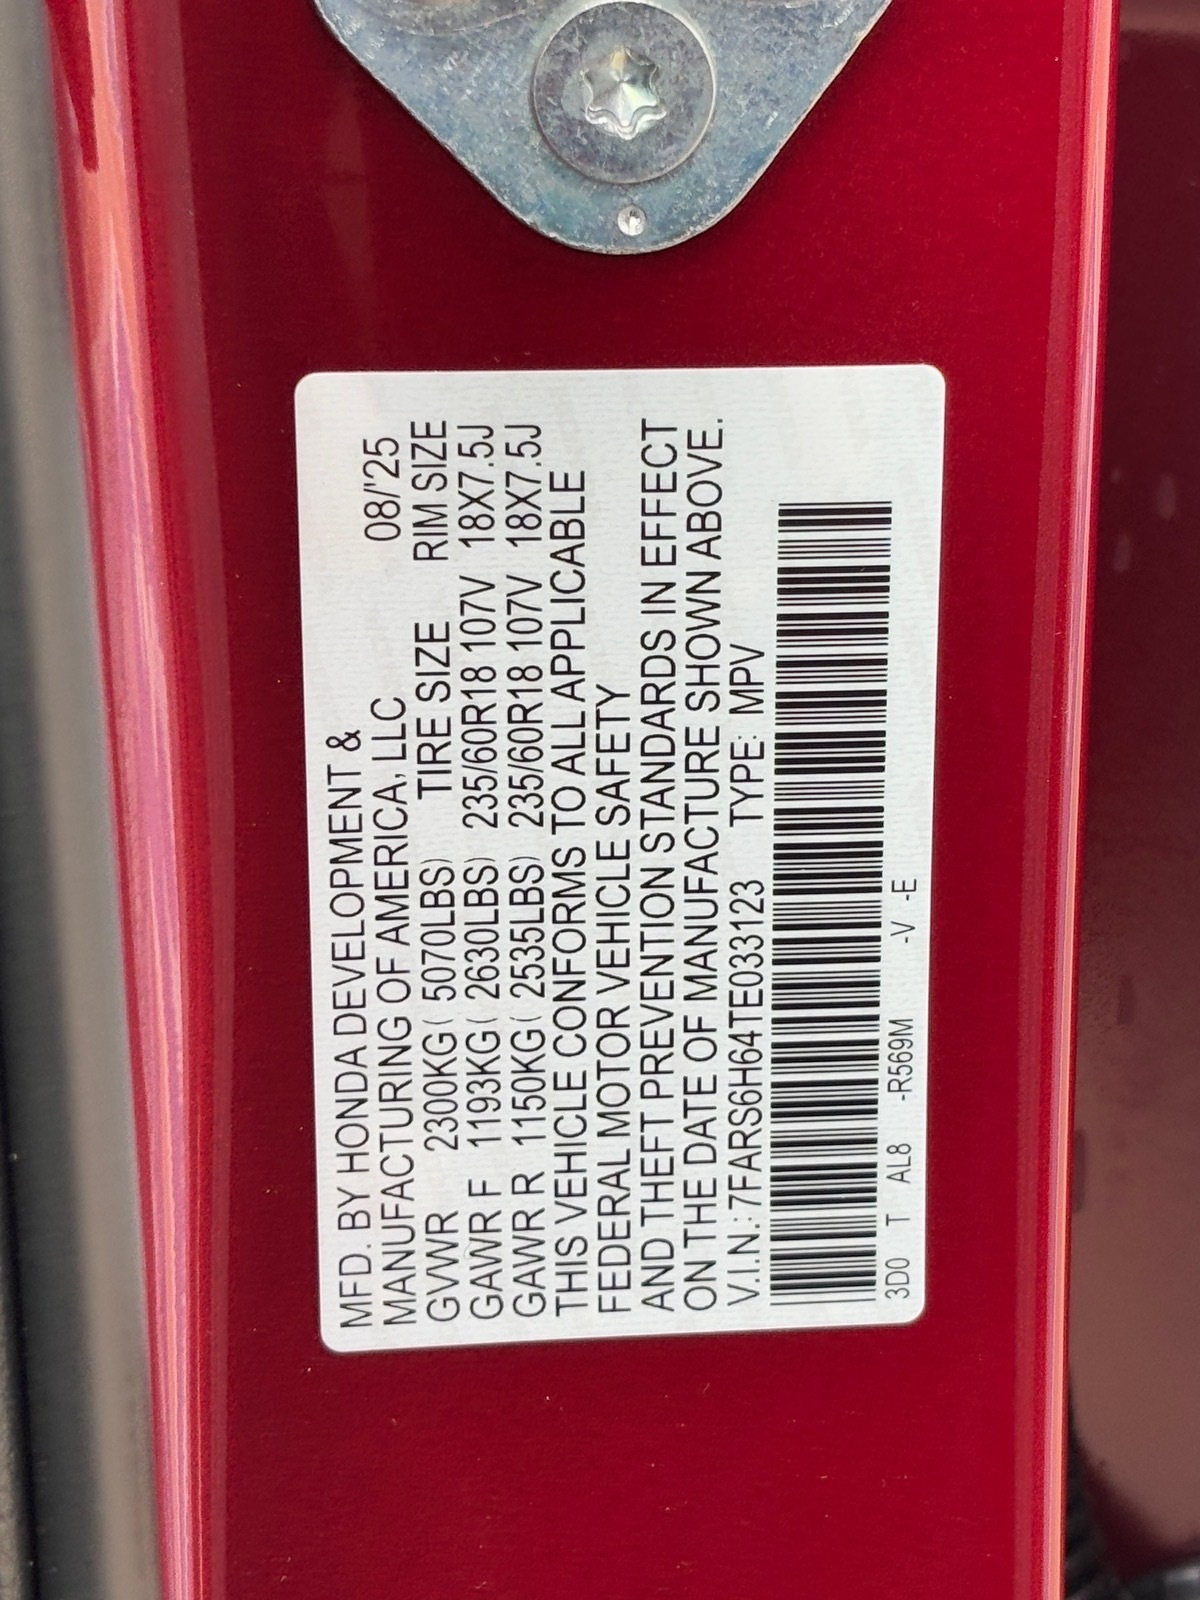 MFD. BY HONDA DEVELOPMENT &
MANUFACTURING OF AMERICA, LLC 08/'25
GVWR 2300KG( 5070LBS) TIRE SIZE RIM SIZE
GAWR F 1193KG( 2630LBS) 235/60R18 107V 18X7.5J
GAWR R 1150KG( 2535LBS) 235/60R18 107V 18X7.5J
THIS VEHICLE CONFORMS TO ALL APPLICABLE
FEDERAL MOTOR VEHICLE SAFETY
AND THEFT PREVENTION STANDARDS IN EFFECT
ON THE DATE OF MANUFACTURE SHOWN ABOVE.
V.I.N.: 7FARS6H64TE033123 TYPE: MPV
3D0 T AL8 -R569M -V -E